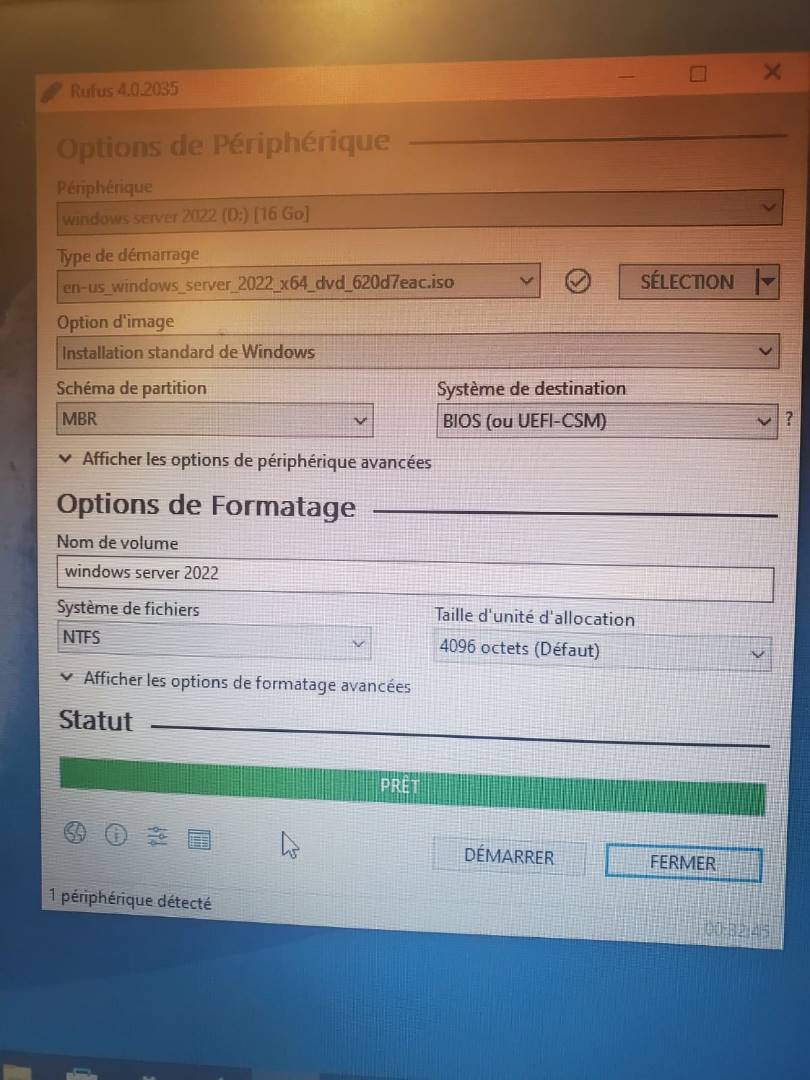 Rufus 4.0.2035
Options de Périphérique
Périphérique
windows server 2022 (D:) [16 Go]
Type de démarrage
en-us_windows_server_2022_x64_dvd_620d7eac.iso
SÉLECTION
Option d'image
Installation standard de Windows
Schéma de partition
Système de destination
MBR
BIOS (ou UEFI-CSM)
?
Afficher les options de périphérique avancées
Options de Formatage
Nom de volume
windows server 2022
Système de fichiers
Taille d'unité d'allocation
NTFS
4096 octets (Défaut)
Afficher les options de formatage avancées
Statut
PRÊT
DÉMARRER
FERMER
1 périphérique détecté
00:32:45